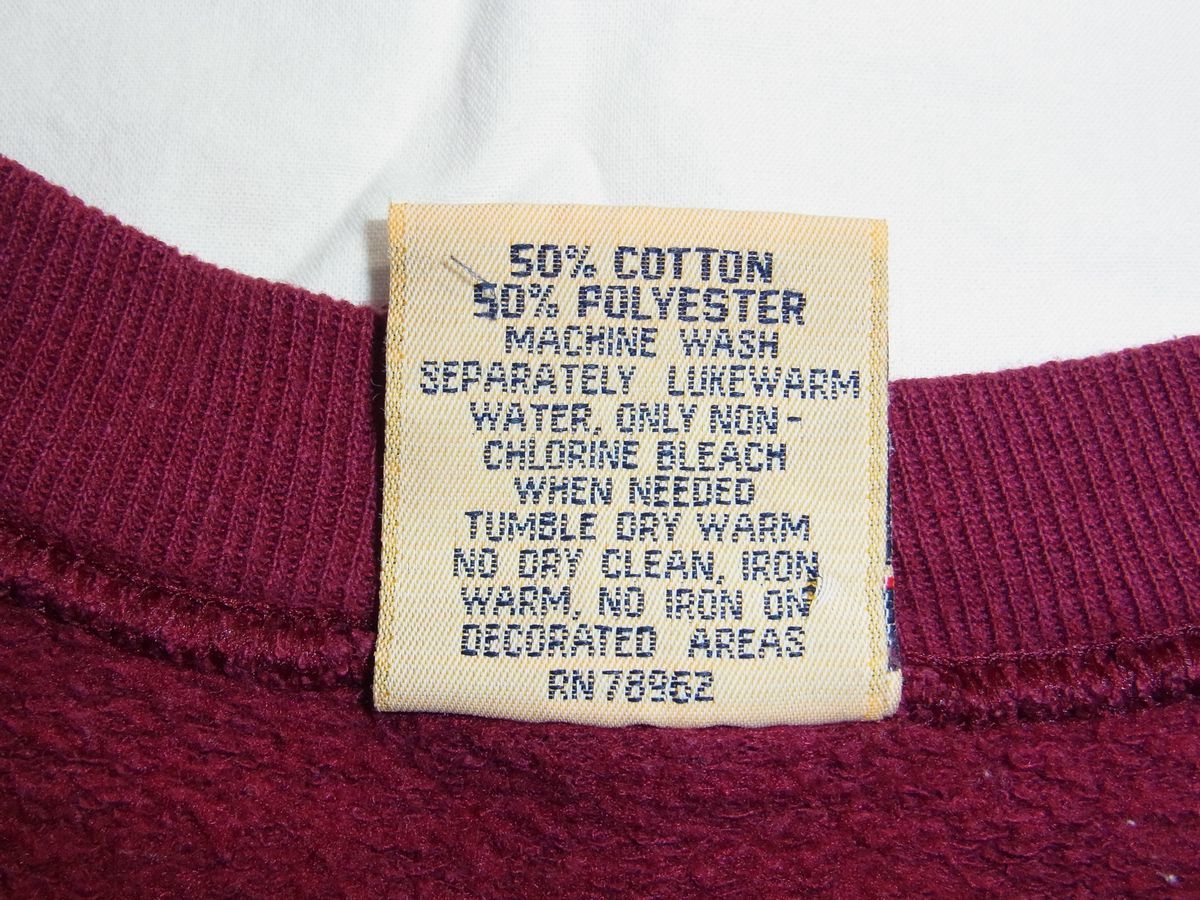 50% COTTON
50% POLYESTER
MACHINE WASH
SEPARATELY LUKEWARM
WATER, ONLY NON-
CHLORINE BLEACH
WHEN NEEDED
TUMBLE DRY WARM
NO DRY CLEAN, IRON
WARM, NO IRON ON
DECORATED AREAS
RN78962